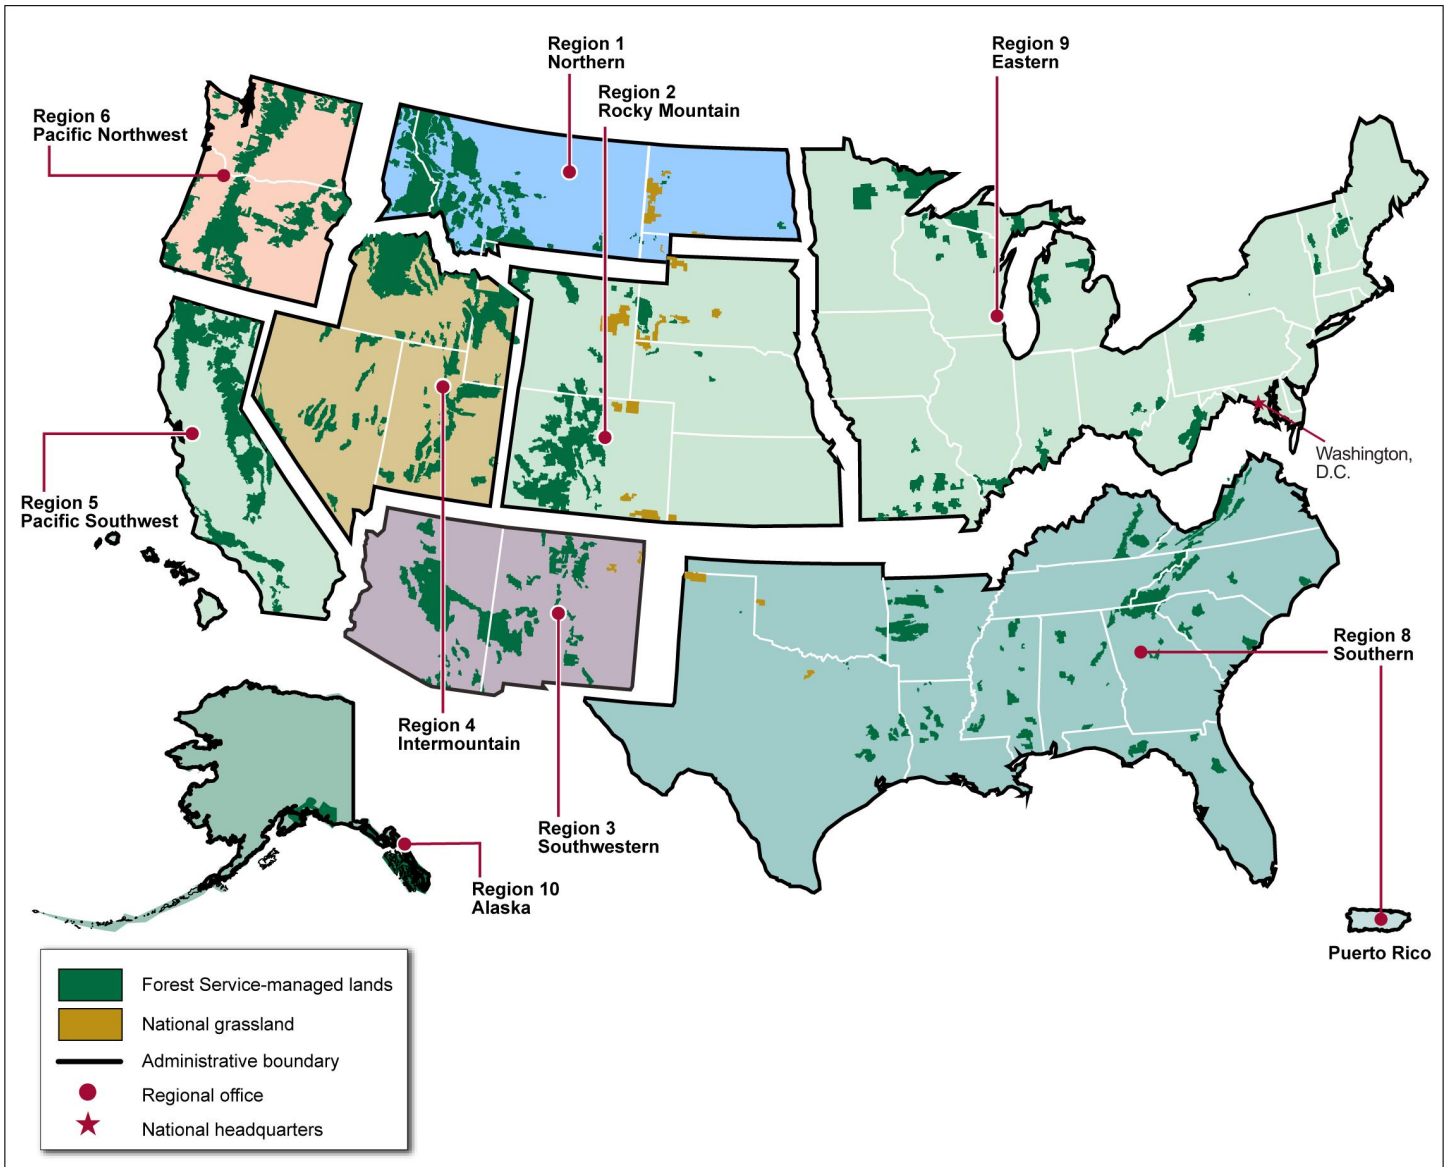 Region 1
Northern
Region 9
Eastern
Region 2
Rocky Mountain
Region 6
Pacific Northwest
Washington,
D.C.
Region 5
Pacific Southwest
Region 8
Southern
Region 4
Intermountain
Region 3
Southwestern
Region 10
Alaska
Puerto Rico
Forest Service-managed lands
National grassland
Administrative boundary
Regional office
National headquarters